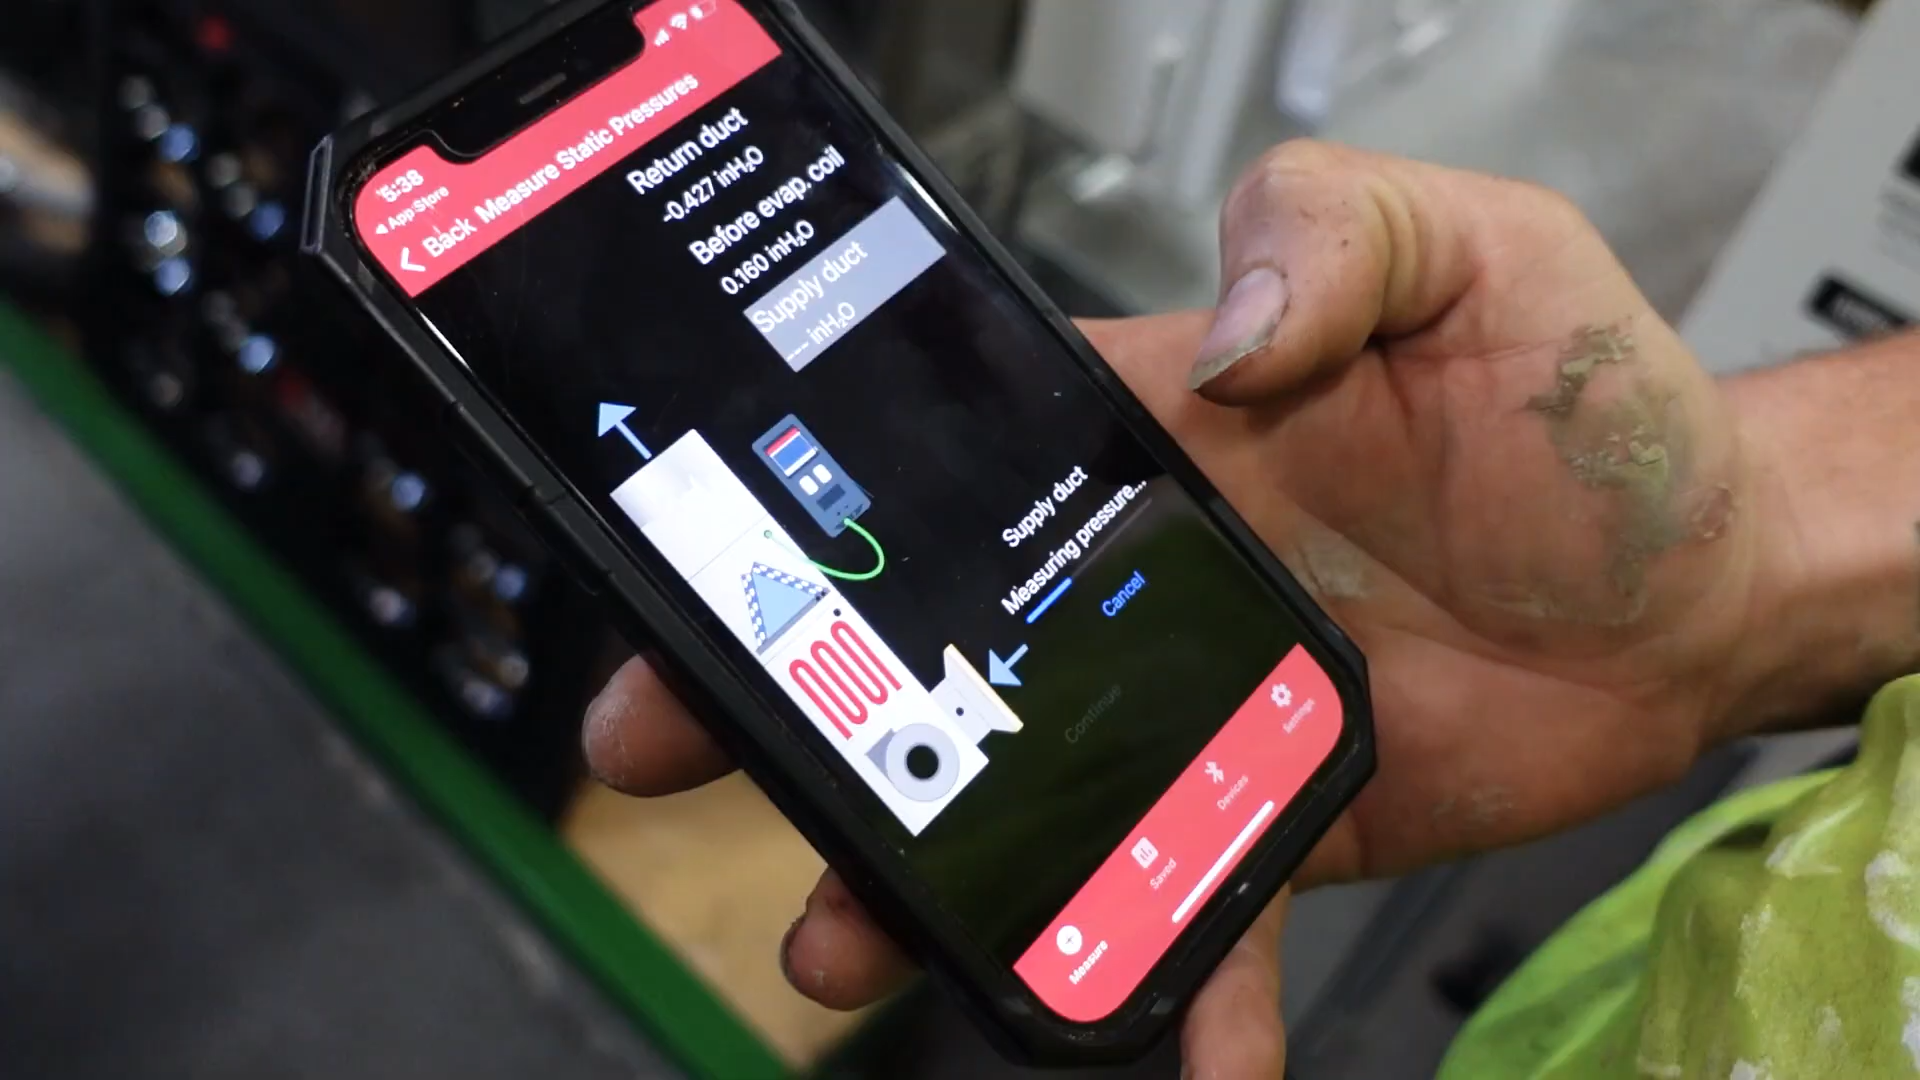 5:38
◀ App Store
Back Measure Static Pressures
Return duct
-0.427 inH₂O
Before evap. coil
0.160 inH₂O
Supply duct
--- inH₂O
Supply duct
Measuring pressure...
Cancel
Continue
Measure
Saved
Devices
Settings